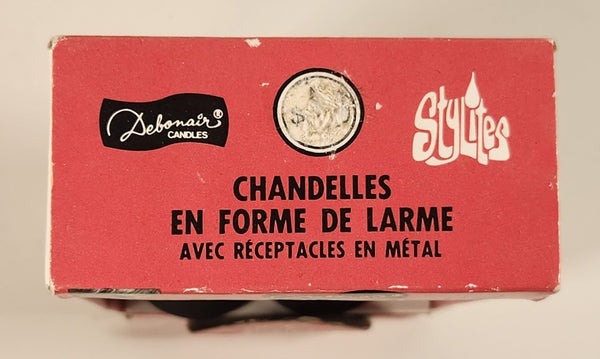 Debonair®
CANDLES
Stylites
CHANDELLES
EN FORME DE LARME
AVEC RÉCEPTACLES EN MÉTAL